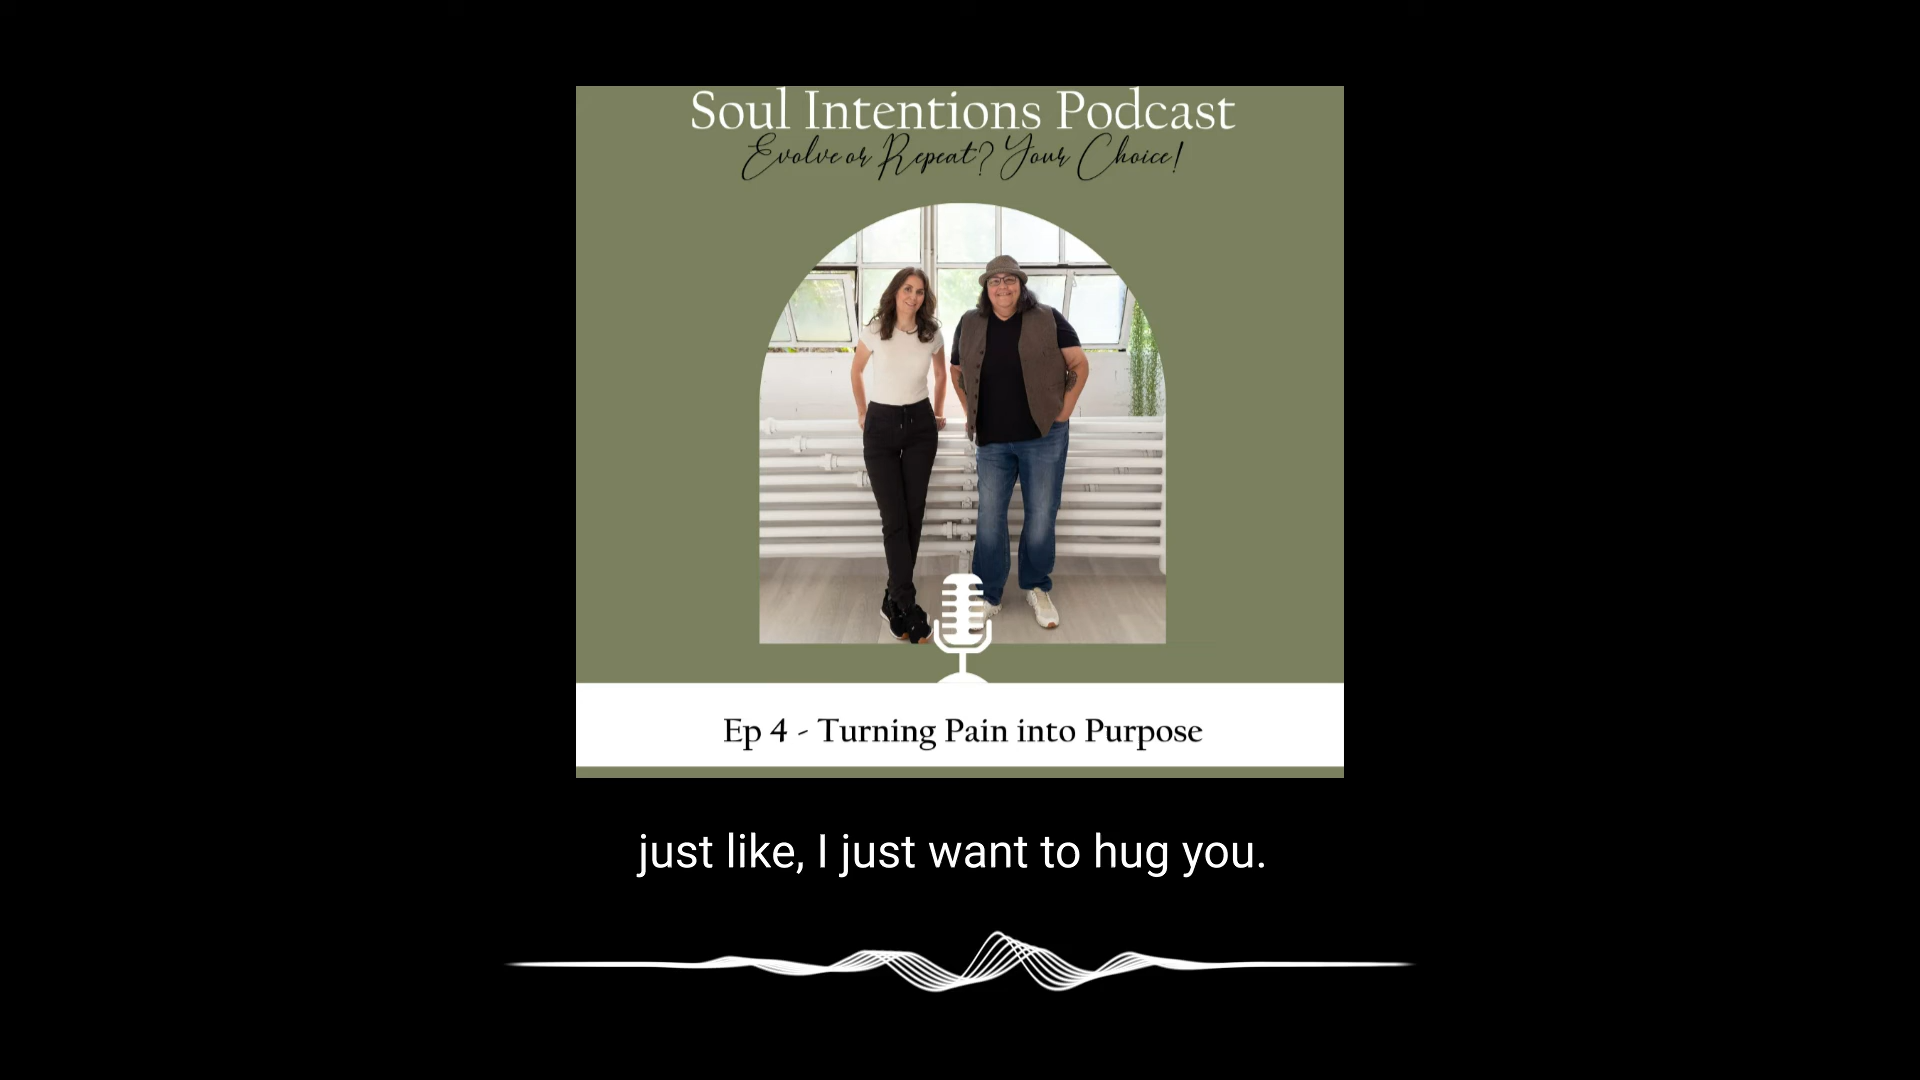 Soul Intentions Podcast
Evolve or Repeat? Your Choice!
Ep 4 - Turning Pain into Purpose
just like, I just want to hug you.